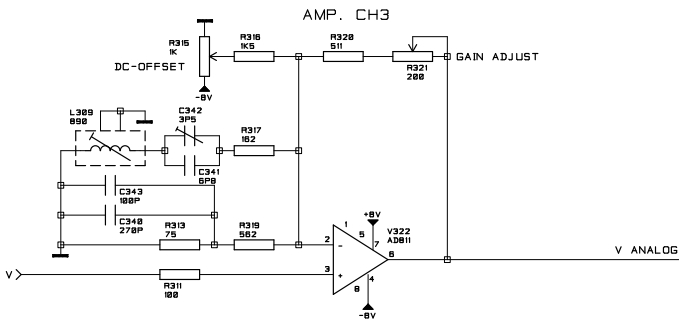 AMP. CH3
R315
1K
DC-OFFSET
-8V
R316
1K5
R320
511
R321
200
GAIN ADJUST
L309
890
C342
3P5
C341
6P8
R317
162
C343
100P
C340
270P
R313
75
R319
562
V322
AD811
+8V
-8V
1
5
7
2
3
6
4
8
-
+
V
R311
100
V ANALOG